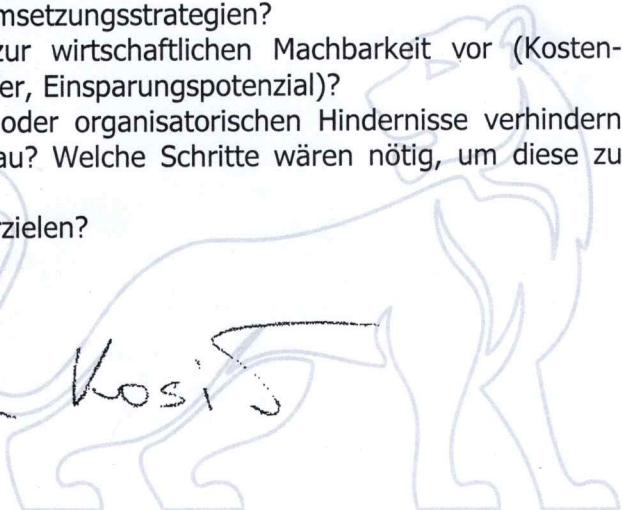 msetzungsstrategien?
zur wirtschaftlichen Machbarkeit vor (Kosten-
er, Einsparungspotenzial)?
oder organisatorischen Hindernisse verhindern
au? Welche Schritte wären nötig, um diese zu
zielen?
Kosi